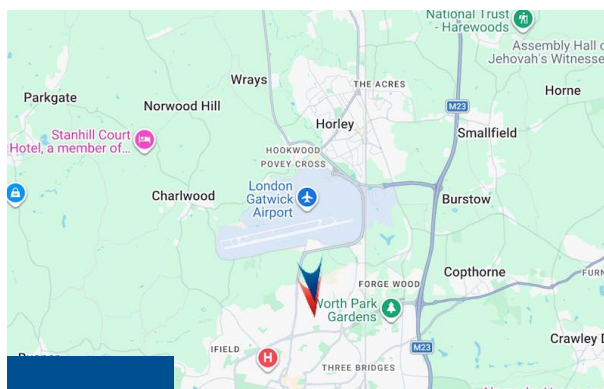 National Trust
- Harewoods
Assembly Hall o
Jehovah's Witnesse
Wrays
THE ACRES
Parkgate
Horne
M23
Norwood Hill
Horley
Smallfield
Stanhill Court
Hotel, a member of...
HOOKWOOD
POVEY CROSS
London
Gatwick
Airport
Charlwood
Burstow
Copthorne
FORGE WOOD
FURN
Worth Park
Gardens
Crawley D
M23
IFIELD
H
THREE BRIDGES